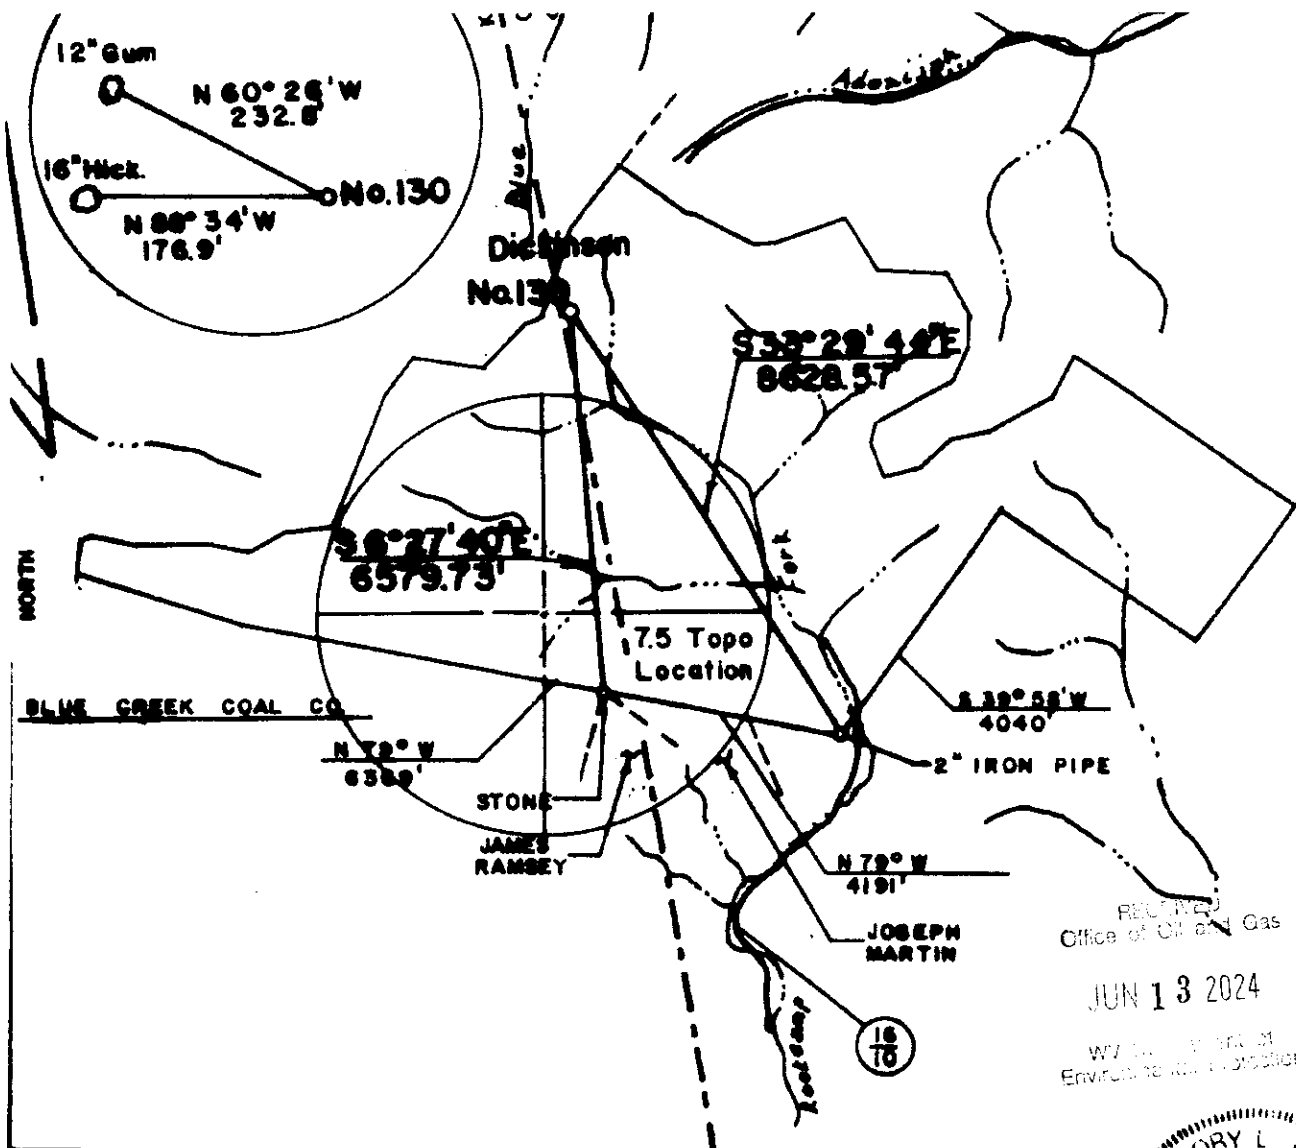 12" Gum
N 60° 26' W
232.8'
16" Hick.
No. 130
N 88° 34' W
176.9'
Blue
Dickinson
No. 130
S 33° 29' 44" E
8628.57'
S 6° 27' 40" E
6579.73'
NORTH
Fork
7.5 Topo
Location
BLUE CREEK COAL CO.
N 79° W
S 39° 58' W
4040'
2" IRON PIPE
STONE
JAMES
RAMSEY
N 79° W
4191'
JOSEPH
MARTIN
16
10
RECEIVED
Office of Oil and Gas
JUN 13 2024